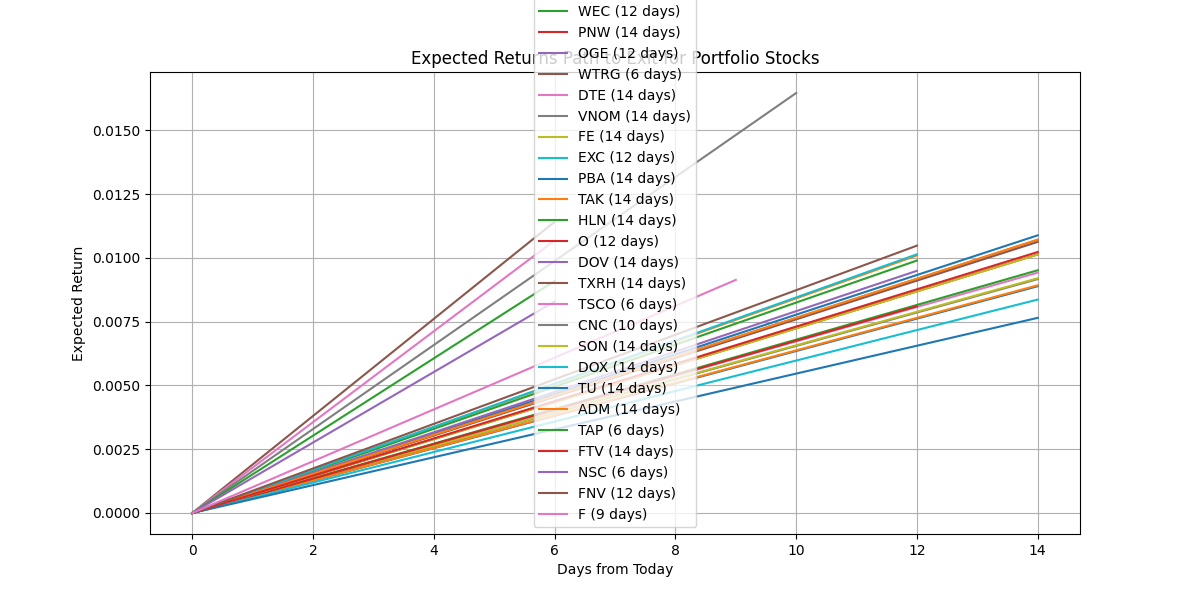 WEC (12 days)
PNW (14 days)
OGE (12 days)
Expected Returns Path to Exit for Portfolio Stocks
WTRG (6 days)
DTE (14 days)
VNOM (14 days)
FE (14 days)
EXC (12 days)
PBA (14 days)
TAK (14 days)
HLN (14 days)
O (12 days)
DOV (14 days)
TXRH (14 days)
TSCO (6 days)
CNC (10 days)
SON (14 days)
DOX (14 days)
TU (14 days)
ADM (14 days)
TAP (6 days)
FTV (14 days)
NSC (6 days)
FNV (12 days)
F (9 days)
0.0150
0.0125
0.0100
0.0075
0.0050
0.0025
0.0000
Expected Return
0 2 4 6 8 10 12 14
Days from Today